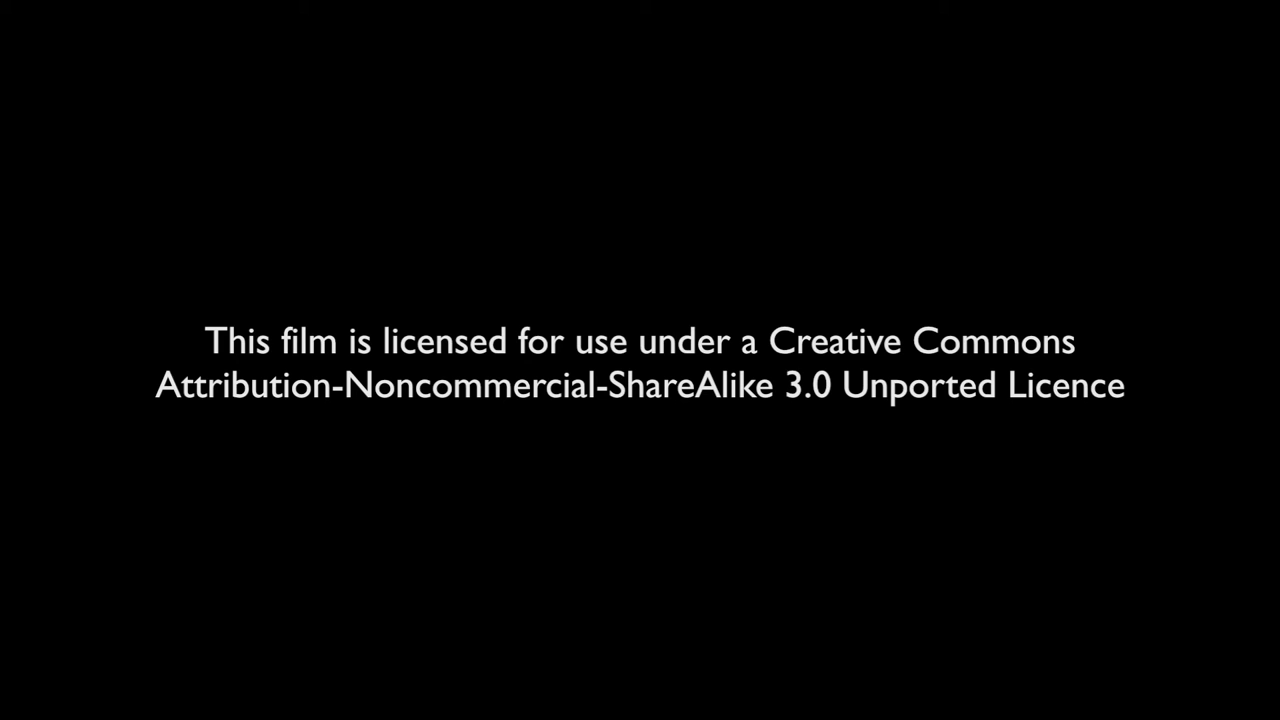 This film is licensed for use under a Creative Commons
Attribution-Noncommercial-ShareAlike 3.0 Unported Licence